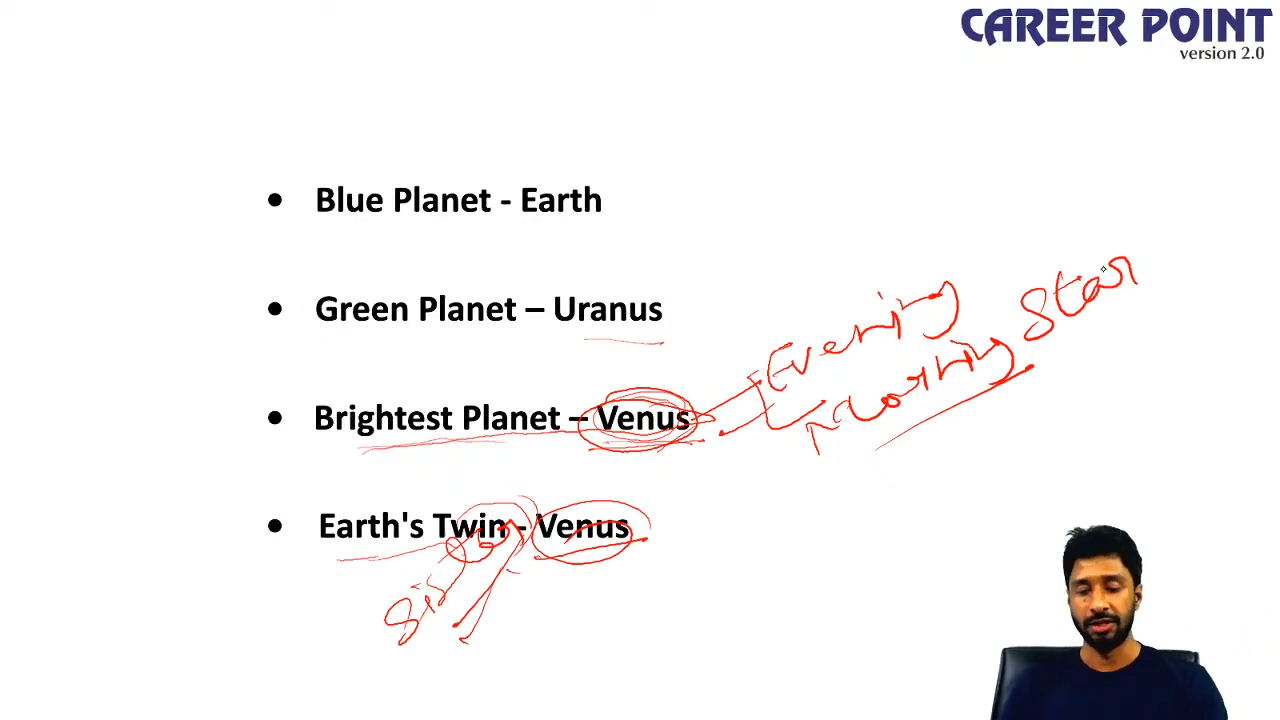 CAREER POINT
version 2.0
• Blue Planet - Earth
• Green Planet – Uranus
• Brightest Planet – Venus
Evening
Morning Star
• Earth's Twin - Venus
Sister